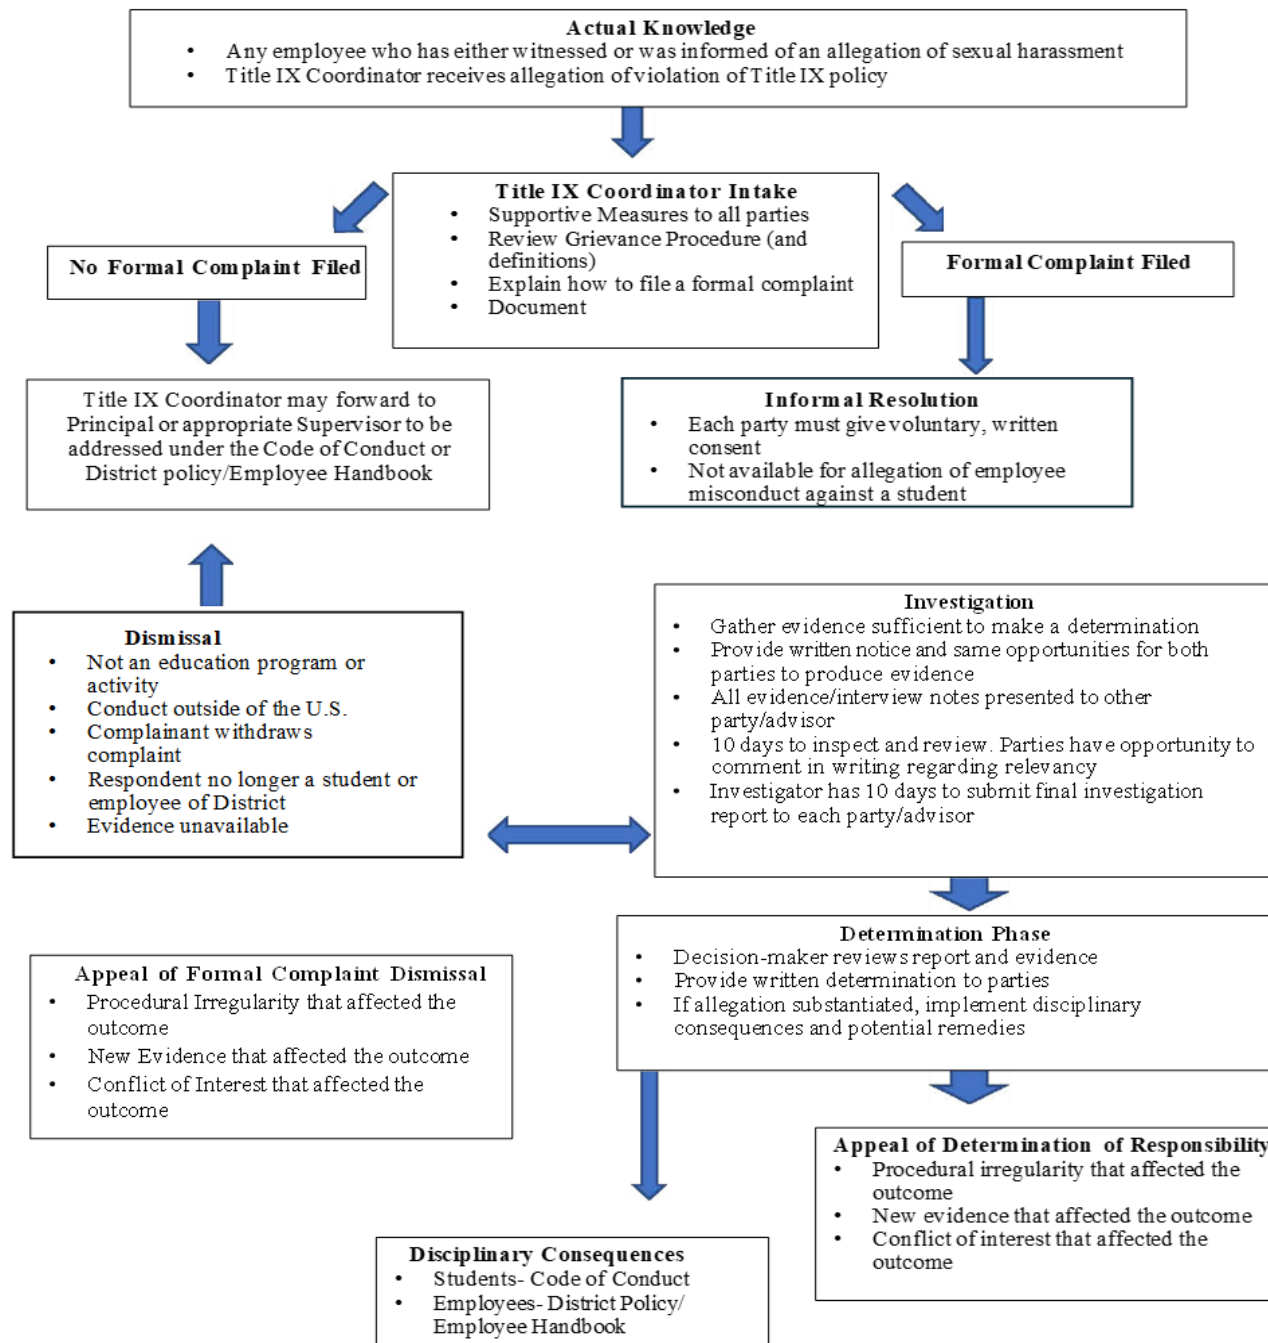 Actual Knowledge
• Any employee who has either witnessed or was informed of an allegation of sexual harassment
• Title IX Coordinator receives allegation of violation of Title IX policy
Title IX Coordinator Intake
• Supportive Measures to all parties
• Review Grievance Procedure (and
definitions)
• Explain how to file a formal complaint
• Document
No Formal Complaint Filed
Formal Complaint Filed
Title IX Coordinator may forward to
Principal or appropriate Supervisor to be
addressed under the Code of Conduct or
District policy/Employee Handbook
Informal Resolution
• Each party must give voluntary, written
consent
• Not available for allegation of employee
misconduct against a student
Dismissal
• Not an education program or
activity
• Conduct outside of the U.S.
• Complainant withdraws
complaint
• Respondent no longer a student or
employee of District
• Evidence unavailable
Investigation
• Gather evidence sufficient to make a determination
• Provide written notice and same opportunities for both
parties to produce evidence
• All evidence/interview notes presented to other
party/advisor
• 10 days to inspect and review. Parties have opportunity to
comment in writing regarding relevancy
• Investigator has 10 days to submit final investigation
report to each party/advisor
Determination Phase
• Decision-maker reviews report and evidence
• Provide written determination to parties
• If allegation substantiated, implement disciplinary
consequences and potential remedies
Appeal of Formal Complaint Dismissal
• Procedural Irregularity that affected the
outcome
• New Evidence that affected the outcome
• Conflict of Interest that affected the
outcome
Appeal of Determination of Responsibility
• Procedural irregularity that affected the
outcome
• New evidence that affected the outcome
• Conflict of interest that affected the
outcome
Disciplinary Consequences
• Students- Code of Conduct
• Employees- District Policy/
Employee Handbook